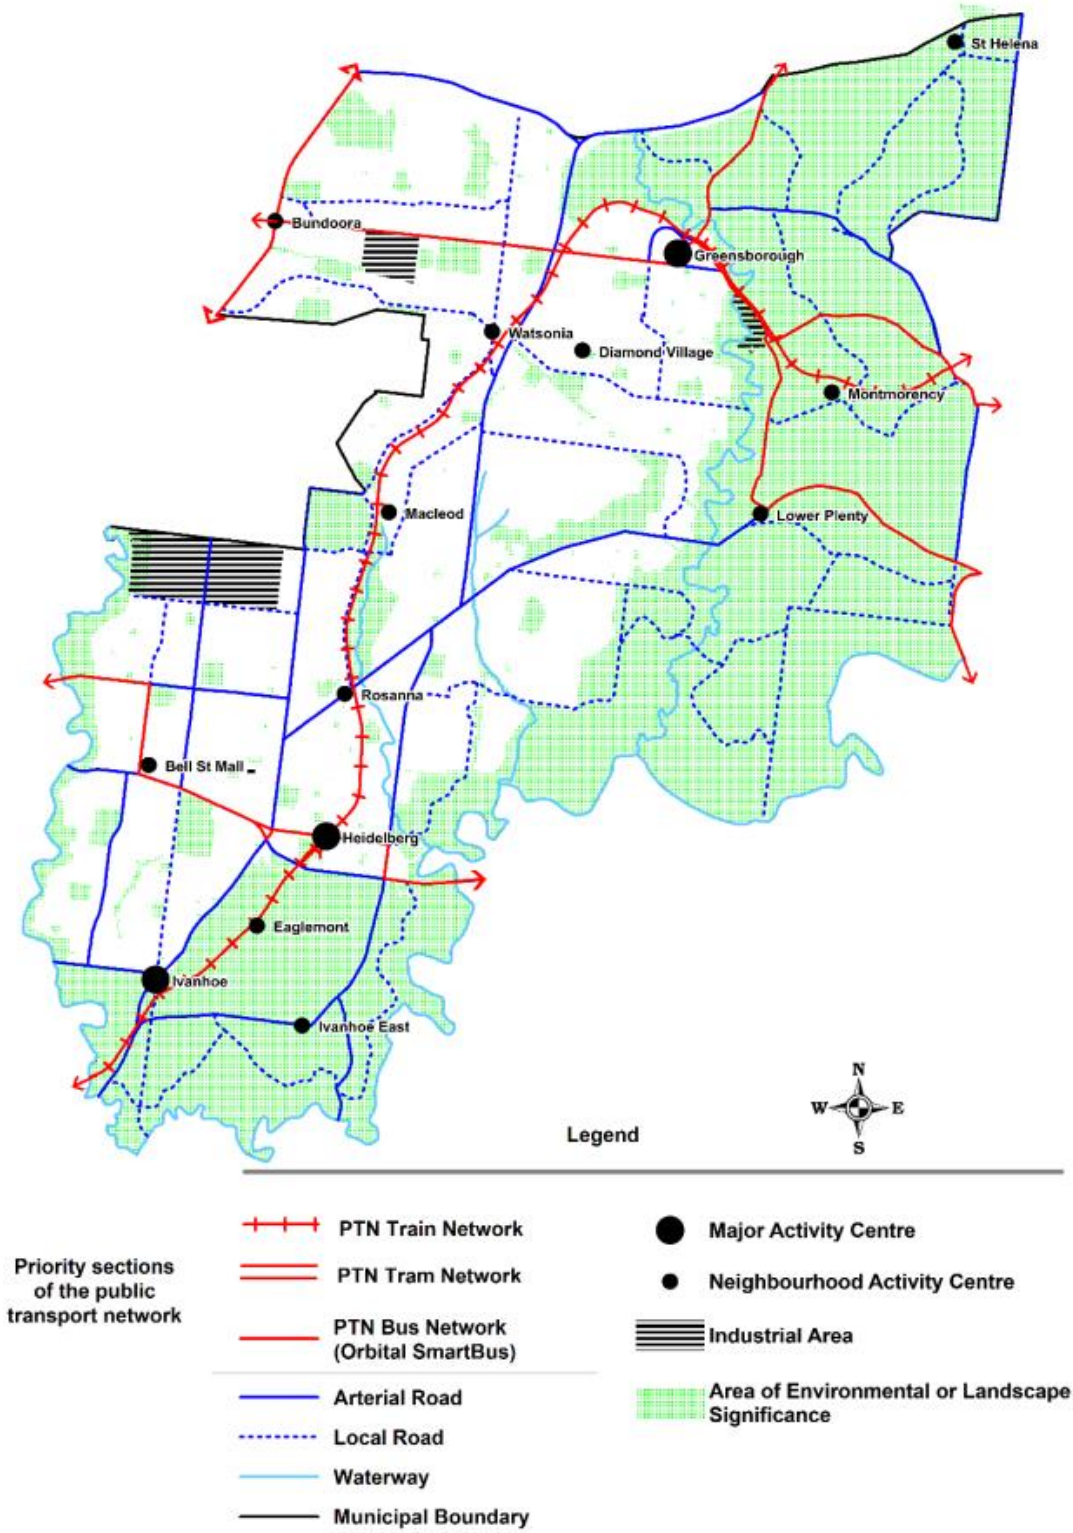 St Helena
Bundoora
Greensborough
Watsonia
Diamond Village
Montmorency
Macleod
Lower Plenty
Rosanna
Bell St Mall
Heidelberg
Eaglemont
Ivanhoe
Ivanhoe East
N
W E
S
Legend
Priority sections
of the public
transport network
PTN Train Network
PTN Tram Network
PTN Bus Network
(Orbital SmartBus)
Arterial Road
Local Road
Waterway
Municipal Boundary
Major Activity Centre
Neighbourhood Activity Centre
Industrial Area
Area of Environmental or Landscape
Significance